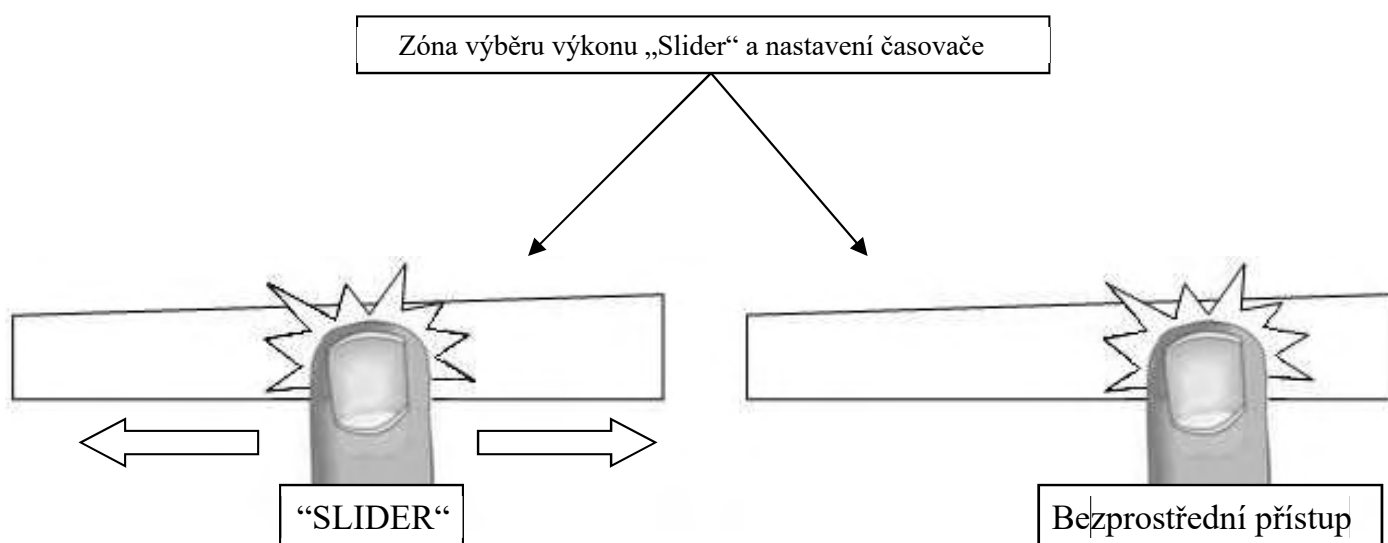 Zóna výběru výkonu „Slider“ a nastavení časovače
“SLIDER“
Bezprostřední přístup